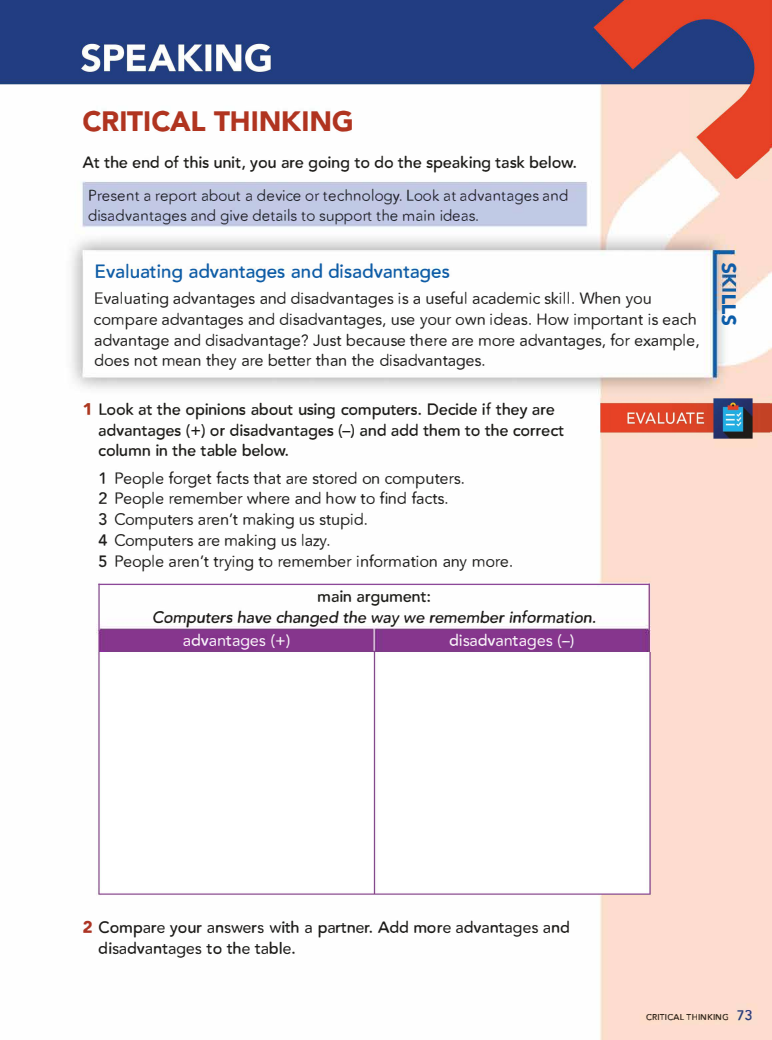 SPEAKING
CRITICAL THINKING
At the end of this unit, you are going to do the speaking task below.
Present a report about a device or technology. Look at advantages and
disadvantages and give details to support the main ideas.
Evaluating advantages and disadvantages
Evaluating advantages and disadvantages is a useful academic skill. When you
compare advantages and disadvantages, use your own ideas. How important is each
advantage and disadvantage? Just because there are more advantages, for example,
does not mean they are better than the disadvantages.
SKILLS
1 Look at the opinions about using computers. Decide if they are
advantages (+) or disadvantages (–) and add them to the correct
column in the table below.
EVALUATE
1 People forget facts that are stored on computers.
2 People remember where and how to find facts.
3 Computers aren't making us stupid.
4 Computers are making us lazy.
5 People aren't trying to remember information any more.
main argument:
Computers have changed the way we remember information.
advantages (+) disadvantages (–)
2 Compare your answers with a partner. Add more advantages and
disadvantages to the table.
CRITICAL THINKING 73